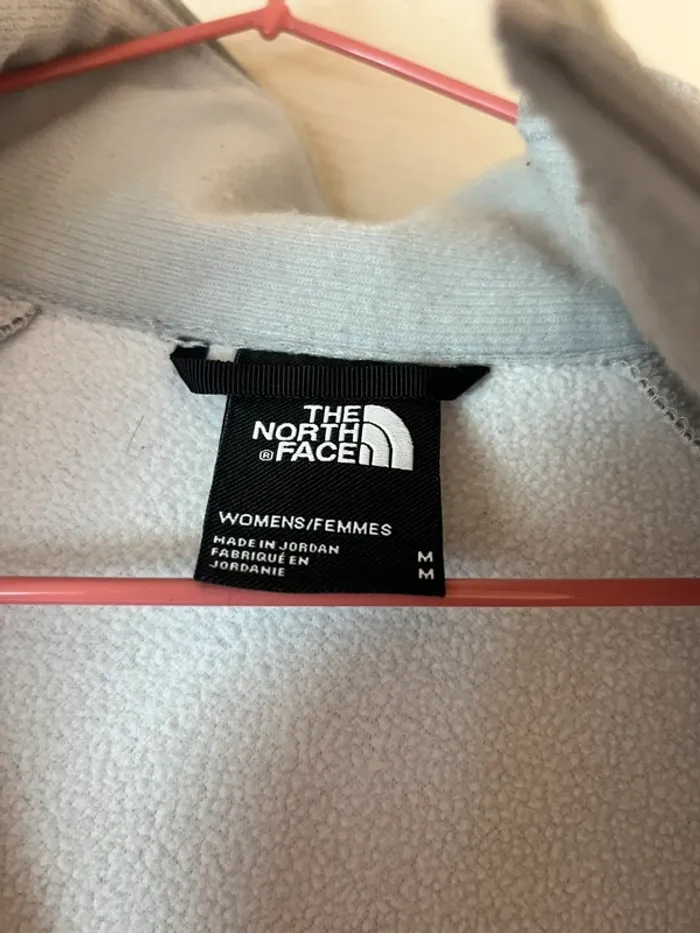 THE
NORTH
® FACE
WOMENS/FEMMES
MADE IN JORDAN
FABRIQUÉ EN
JORDANIE
M
M